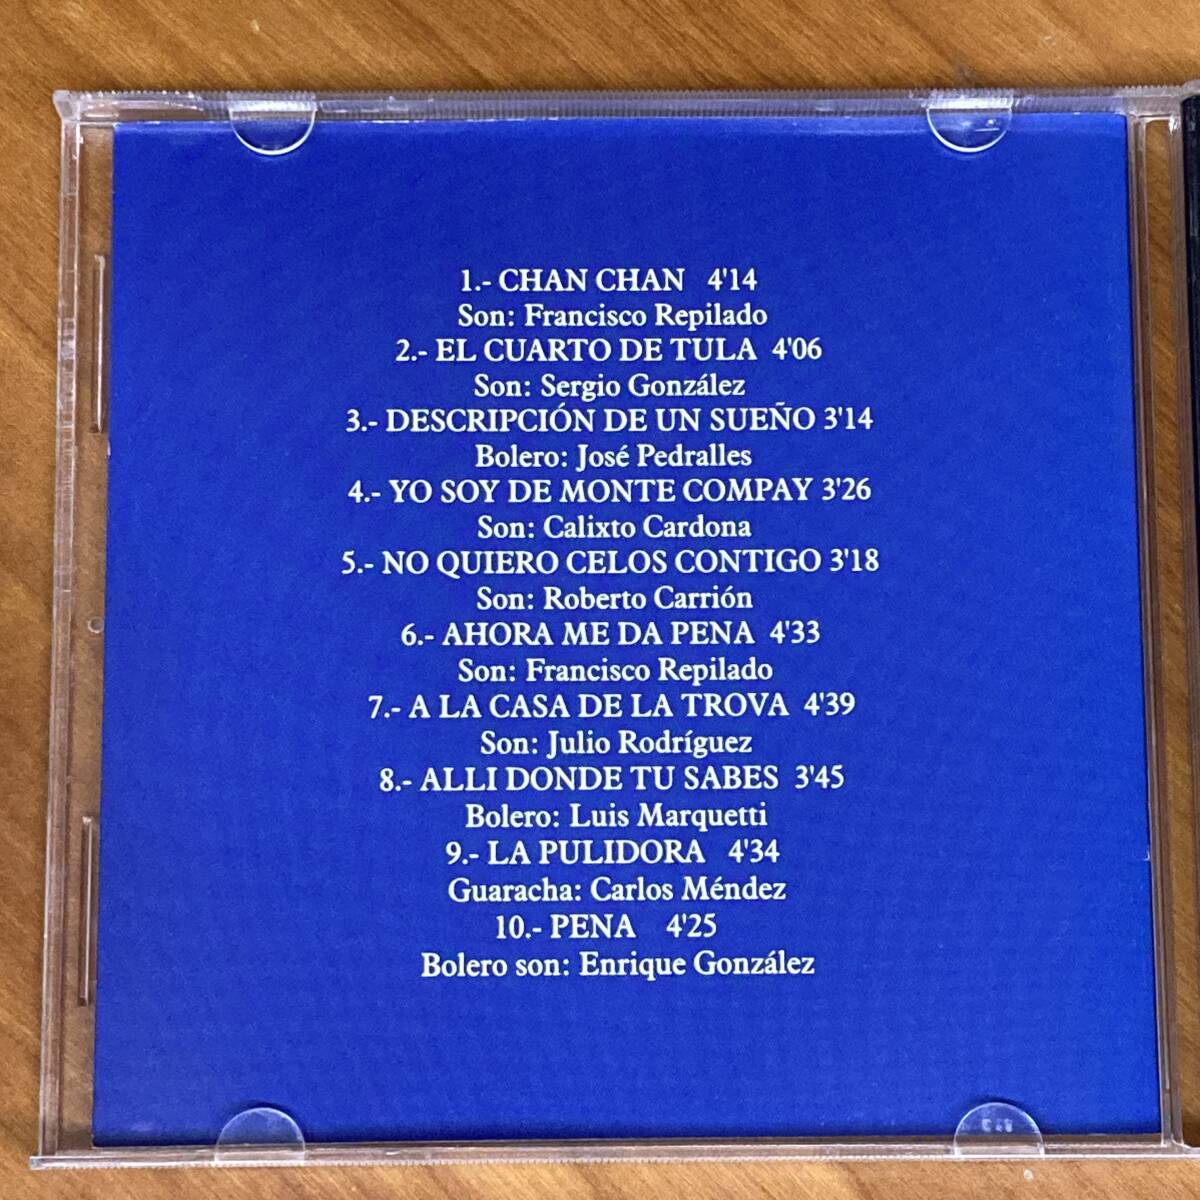 1.- CHAN CHAN 4'14
Son: Francisco Repilado
2.- EL CUARTO DE TULA 4'06
Son: Sergio González
3.- DESCRIPCIÓN DE UN SUEÑO 3'14
Bolero: José Pedralles
4.- YO SOY DE MONTE COMPAY 3'26
Son: Calixto Cardona
5.- NO QUIERO CELOS CONTIGO 3'18
Son: Roberto Carrión
6.- AHORA ME DA PENA 4'33
Son: Francisco Repilado
7.- A LA CASA DE LA TROVA 4'39
Son: Julio Rodríguez
8.- ALLI DONDE TU SABES 3'45
Bolero: Luis Marquetti
9.- LA PULIDORA 4'34
Guaracha: Carlos Méndez
10.- PENA 4'25
Bolero son: Enrique González